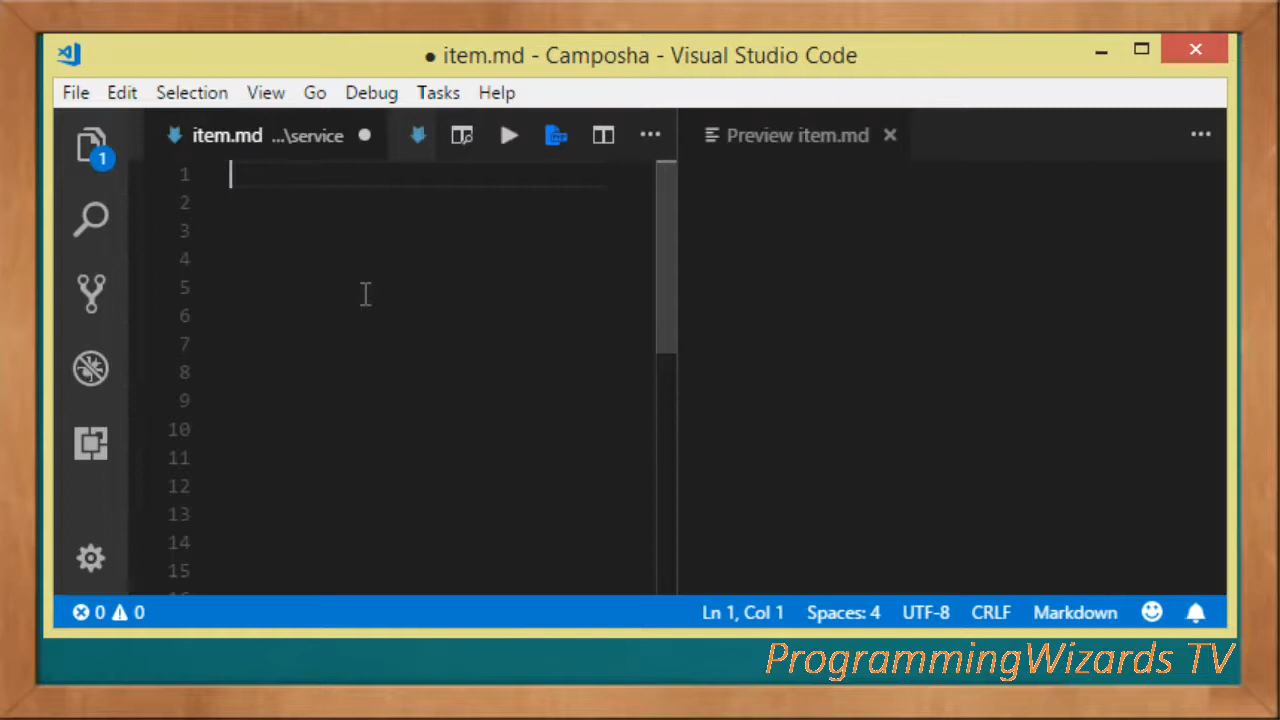 ● item.md - Camposha - Visual Studio Code
File Edit Selection View Go Debug Tasks Help
1
item.md ...\service ●
Preview item.md
1
2
3
4
5
6
7
8
9
10
11
12
13
14
15
0 0
Ln 1, Col 1 Spaces: 4 UTF-8 CRLF Markdown
ProgrammingWizards TV